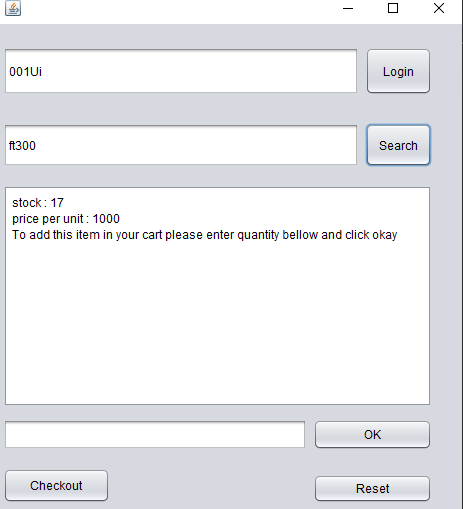 001Ui
Login
ft300
Search
stock : 17
price per unit : 1000
To add this item in your cart please enter quantity bellow and click okay
OK
Checkout
Reset